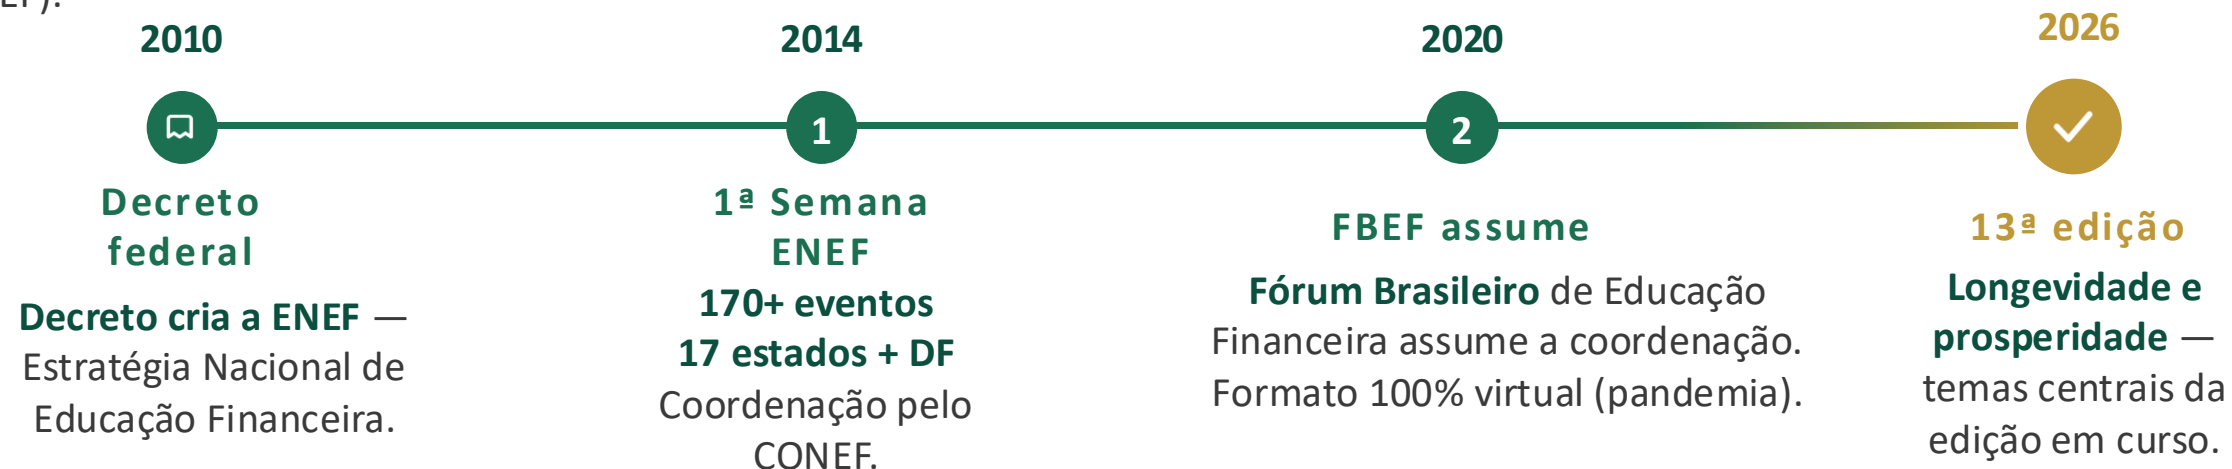 EF).
2010
2014
2020
2026
1
2
Decreto
federal
Decreto cria a ENEF —
Estratégia Nacional de
Educação Financeira.
1ª Semana
ENEF
170+ eventos
17 estados + DF
Coordenação pelo
CONEF.
FBEF assume
Fórum Brasileiro de Educação
Financeira assume a coordenação.
Formato 100% virtual (pandemia).
13ª edição
Longevidade e
prosperidade —
temas centrais da
edição em curso.